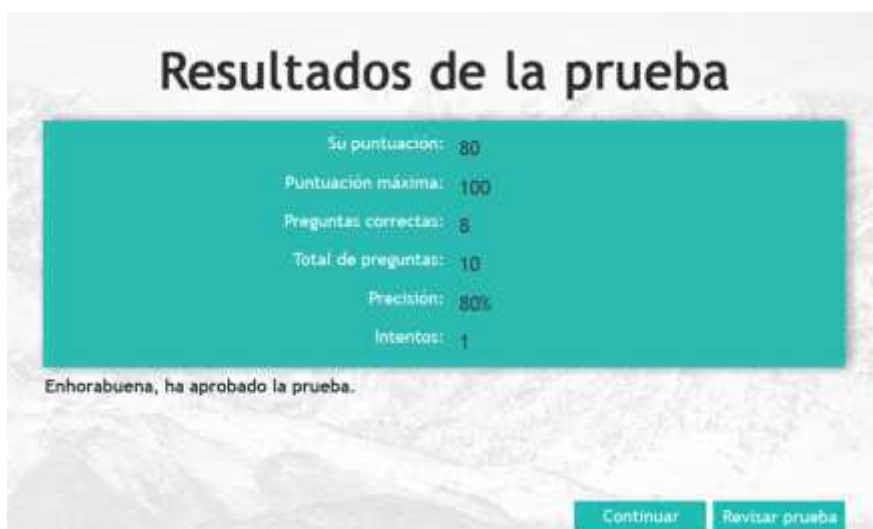 Resultados de la prueba
Su puntuación: 80
Puntuación máxima: 100
Preguntas correctas: 8
Total de preguntas: 10
Precisión: 80%
Intentos: 1
Enhorabuena, ha aprobado la prueba.
Continuar Revisar prueba